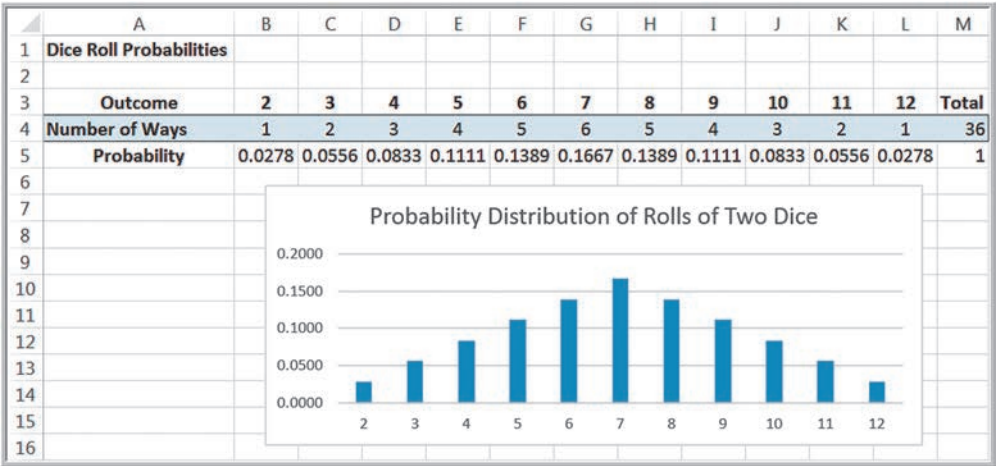 A B C D E F G H I J K L M
1 Dice Roll Probabilities
2
3 Outcome 2 3 4 5 6 7 8 9 10 11 12 Total
4 Number of Ways 1 2 3 4 5 6 5 4 3 2 1 36
5 Probability 0.0278 0.0556 0.0833 0.1111 0.1389 0.1667 0.1389 0.1111 0.0833 0.0556 0.0278 1
6
7
8
9
10
11
12
13
14
15
16
Probability Distribution of Rolls of Two Dice
0.2000
0.1500
0.1000
0.0500
0.0000
2 3 4 5 6 7 8 9 10 11 12